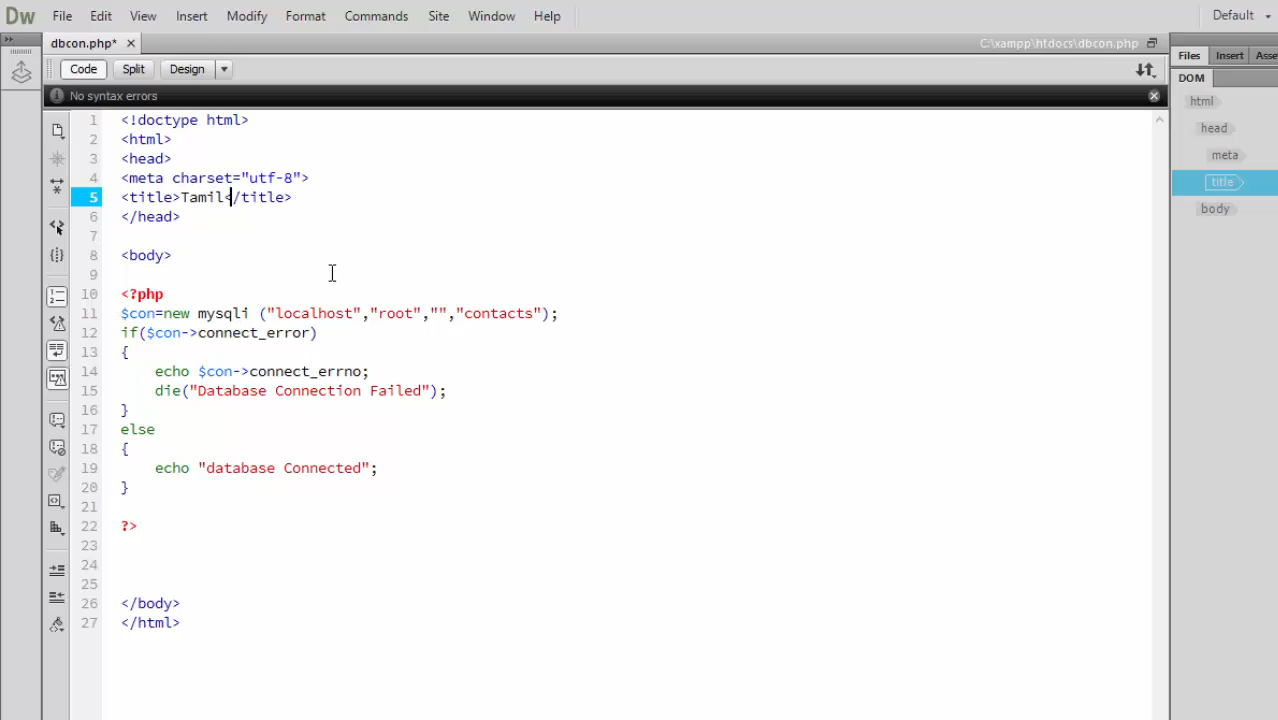 Dw File Edit View Insert Modify Format Commands Site Window Help Default
dbcon.php* C:\xampp\htdocs\dbcon.php
Code Split Design
No syntax errors
1 <!doctype html>
2 <html>
3 <head>
4 <meta charset="utf-8">
5 <title>Tamil</title>
6 </head>
7
8 <body>
9
10 <?php
11 $con=new mysqli ("localhost","root","","contacts");
12 if($con->connect_error)
13 {
14 echo $con->connect_errno;
15 die("Database Connection Failed");
16 }
17 else
18 {
19 echo "database Connected";
20 }
21
22 ?>
23
24
25
26 </body>
27 </html>
Files Insert Asse
DOM
html
head
meta
title
body